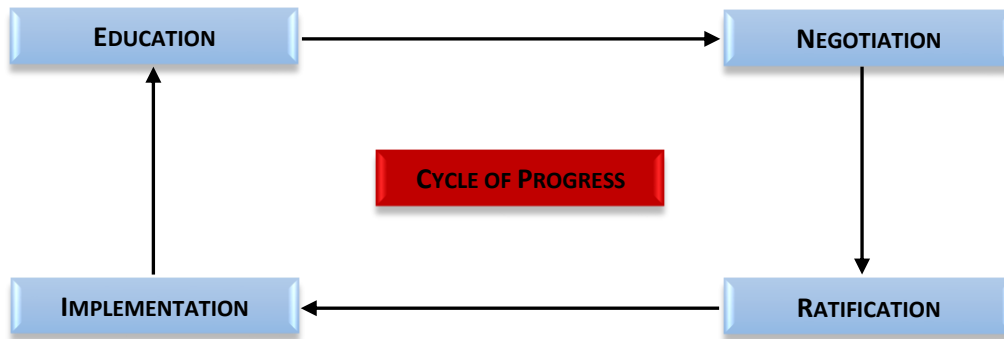 EDUCATION
NEGOTIATION
CYCLE OF PROGRESS
IMPLEMENTATION
RATIFICATION